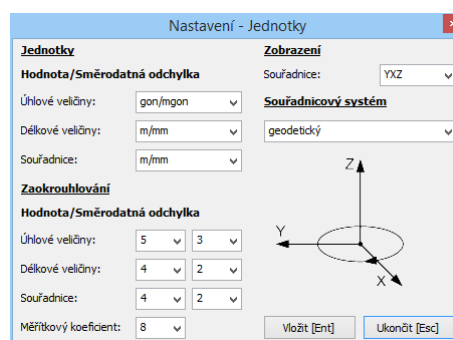 Nastavení - Jednotky
Jednotky
Hodnota/Směrodatná odchylka
Úhlové veličiny: gon/mgon
Délkové veličiny: m/mm
Souřadnice: m/mm
Zaokrouhlování
Hodnota/Směrodatná odchylka
Úhlové veličiny: 5 3
Délkové veličiny: 4 2
Souřadnice: 4 2
Měřítkový koeficient: 8
Zobrazení
Souřadnice: YXZ
Souřadnicový systém
geodetický
Z
Y
X
Vložit [Ent] Ukončit [Esc]